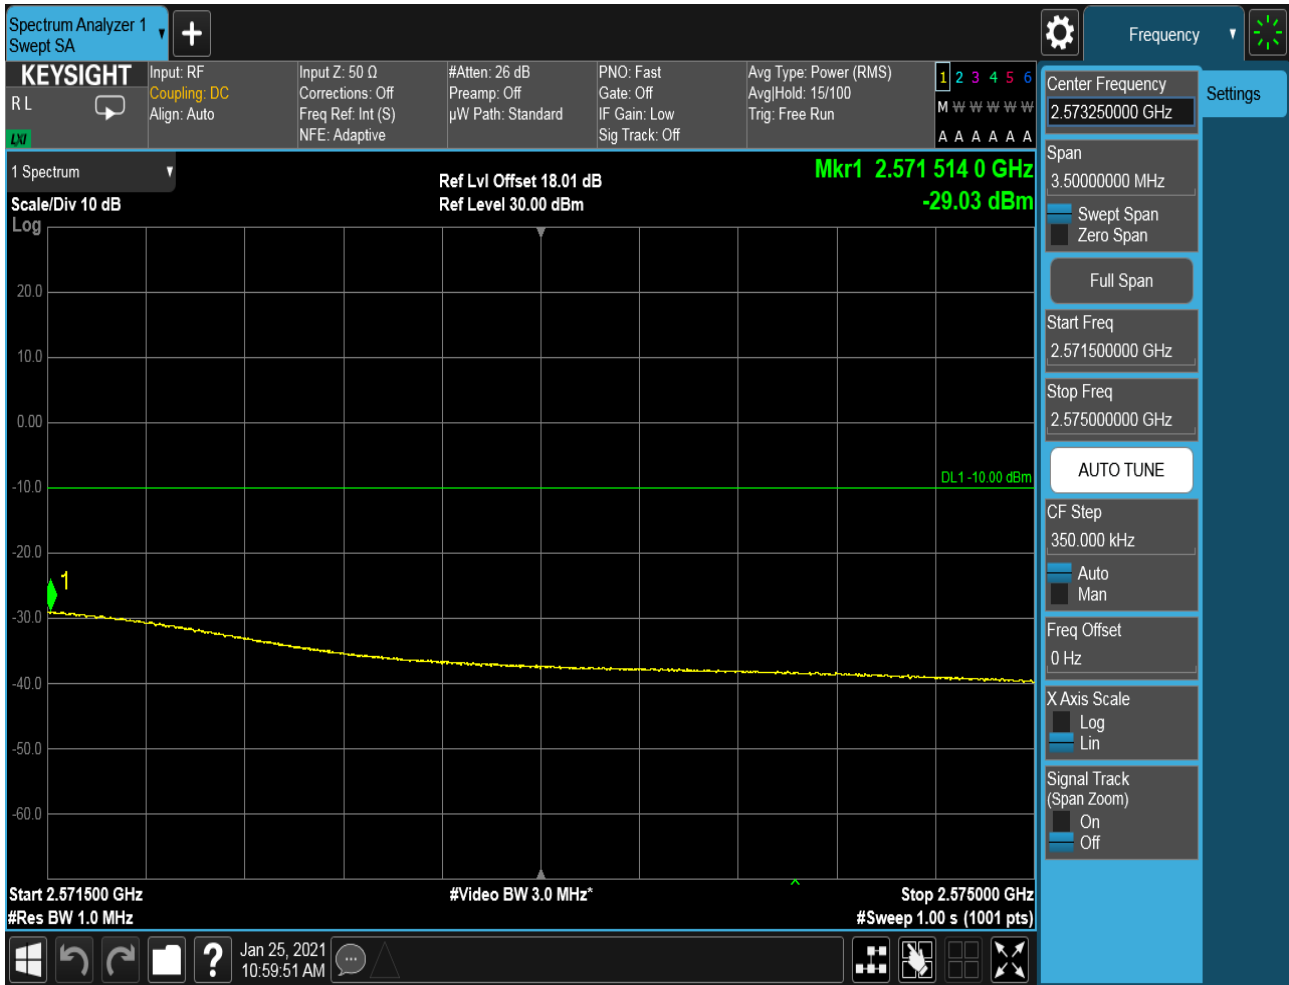 Spectrum Analyzer 1
Swept SA
Frequency
KEYSIGHT
R L
LXI
Input: RF
Coupling: DC
Align: Auto
Input Z: 50 Ω
Corrections: Off
Freq Ref: Int (S)
NFE: Adaptive
#Atten: 26 dB
Preamp: Off
µW Path: Standard
PNO: Fast
Gate: Off
IF Gain: Low
Sig Track: Off
Avg Type: Power (RMS)
Avg|Hold: 15/100
Trig: Free Run
1 2 3 4 5 6
M W W W W W
A A A A A A
1 Spectrum
Scale/Div 10 dB
Log
Ref Lvl Offset 18.01 dB
Ref Level 30.00 dBm
Mkr1 2.571 514 0 GHz
-29.03 dBm
20.0
10.0
0.00
-10.0
-20.0
-30.0
-40.0
-50.0
-60.0
DL1 -10.00 dBm
1
Start 2.571500 GHz
#Res BW 1.0 MHz
#Video BW 3.0 MHz*
Stop 2.575000 GHz
#Sweep 1.00 s (1001 pts)
Jan 25, 2021
10:59:51 AM
Center Frequency
2.573250000 GHz
Settings
Span
3.50000000 MHz
Swept Span
Zero Span
Full Span
Start Freq
2.571500000 GHz
Stop Freq
2.575000000 GHz
AUTO TUNE
CF Step
350.000 kHz
Auto
Man
Freq Offset
0 Hz
X Axis Scale
Log
Lin
Signal Track
(Span Zoom)
On
Off